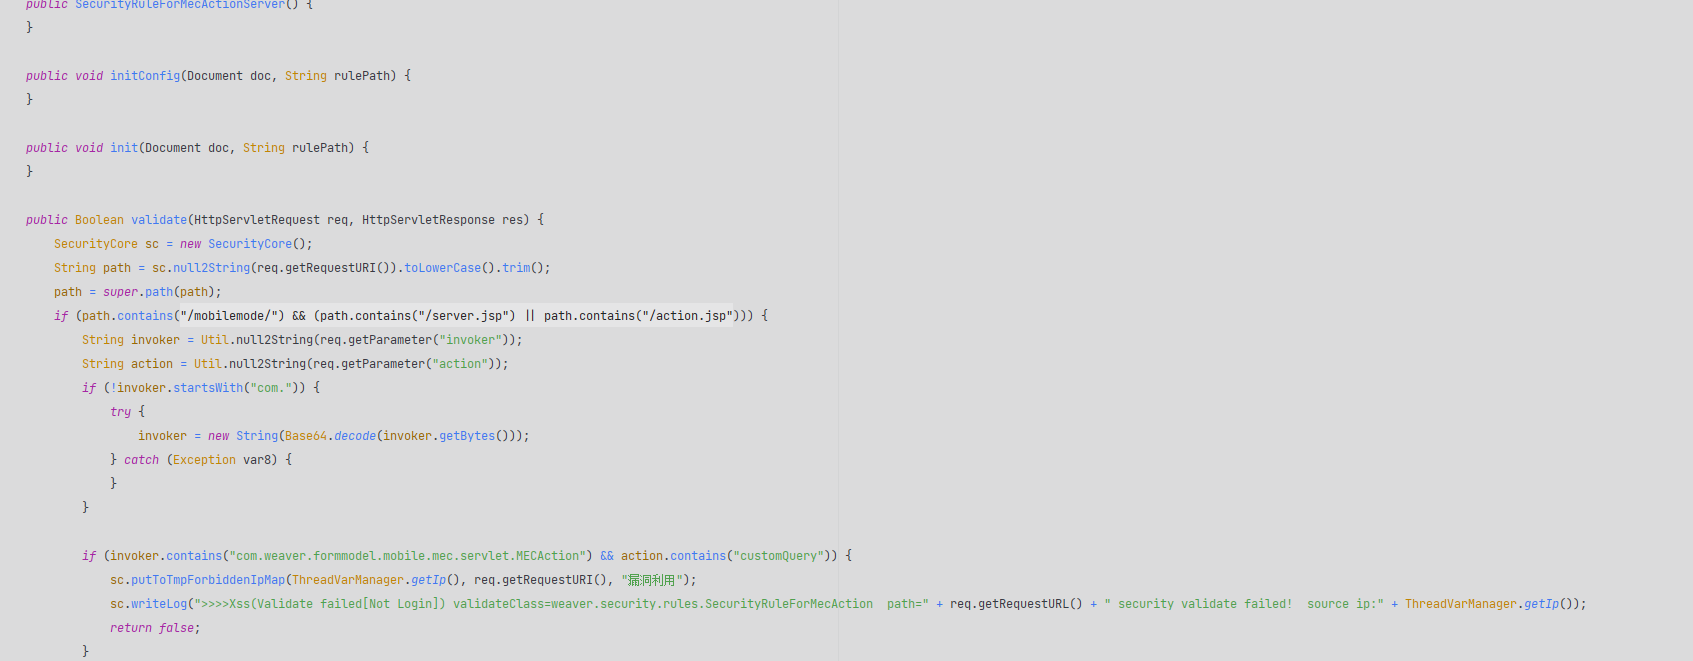 public SecurityRuleForMecActionServer() {
}
public void initConfig(Document doc, String rulePath) {
}
public void init(Document doc, String rulePath) {
}
public Boolean validate(HttpServletRequest req, HttpServletResponse res) {
SecurityCore sc = new SecurityCore();
String path = sc.null2String(req.getRequestURI()).toLowerCase().trim();
path = super.path(path);
if (path.contains("/mobilemode/") && (path.contains("/server.jsp") || path.contains("/action.jsp"))) {
String invoker = Util.null2String(req.getParameter("invoker"));
String action = Util.null2String(req.getParameter("action"));
if (!invoker.startsWith("com.")) {
try {
invoker = new String(Base64.decode(invoker.getBytes()));
} catch (Exception var8) {
}
}
if (invoker.contains("com.weaver.formmodel.mobile.mec.servlet.MECAction") && action.contains("customQuery")) {
sc.putToTmpForbiddenIpMap(ThreadVarManager.getIp(), req.getRequestURI(), "漏洞利用");
sc.writeLog(">>>>Xss(Validate failed[Not Login]) validateClass=weaver.security.rules.SecurityRuleForMecAction  path=" + req.getRequestURL() + " security validate failed!  source ip:" + ThreadVarManager.getIp());
return false;
}